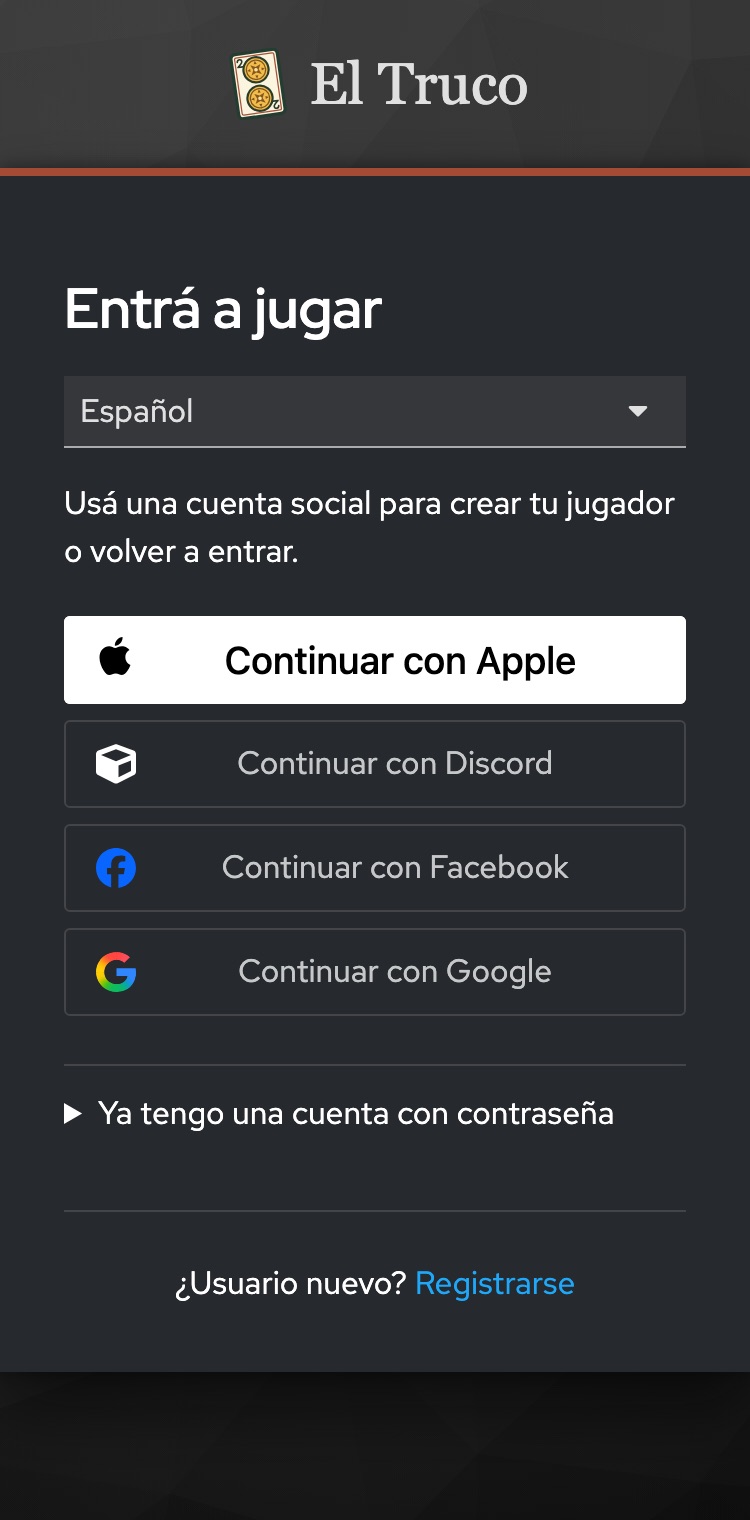 El Truco
Entrá a jugar
Español
Usá una cuenta social para crear tu jugador
o volver a entrar.
Continuar con Apple
Continuar con Discord
Continuar con Facebook
Continuar con Google
Ya tengo una cuenta con contraseña
¿Usuario nuevo? Registrarse